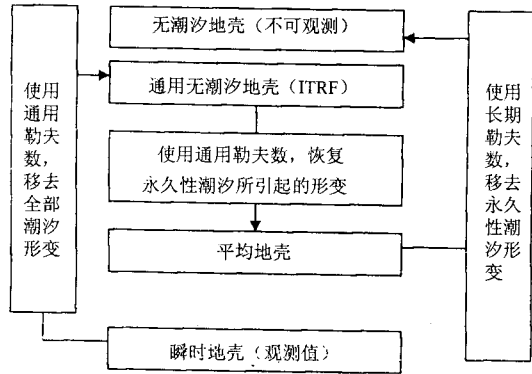 无潮汐地壳（不可观测）
通用无潮汐地壳（ITRF）
使用通用勒夫数，恢复
永久性潮汐所引起的形变
平均地壳
瞬时地壳（观测值）
使用
通用
勒夫
数，
移去
全部
潮汐
形变
使用
长期
勒夫
数，
移去
永久
性潮
汐形
变